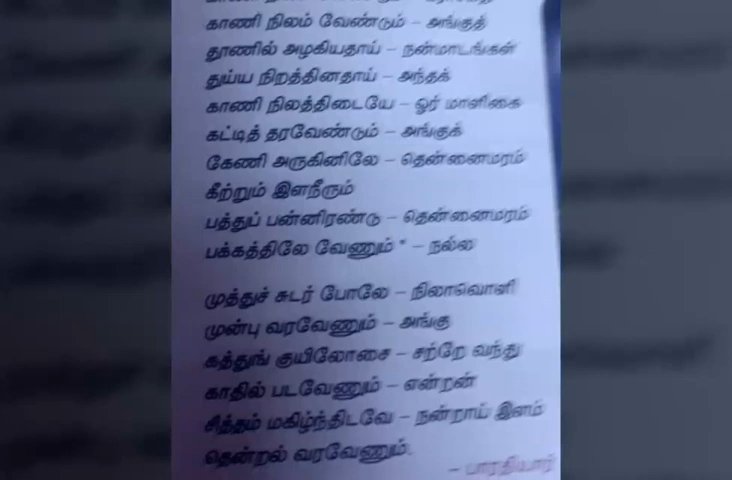 காணி நிலம் வேண்டும் – அங்குத்
தூணில் அழகியதாய் – நன்மாடங்கள்
துய்ய நிறத்தினதாய் – அந்தக்
காணி நிலத்திடையே – ஓர் மாளிகை
கட்டித் தரவேண்டும் – அங்குக்
கேணி அருகினிலே – தென்னைமரம்
கீற்றும் இளநீரும்
பத்துப் பன்னிரண்டு – தென்னைமரம்
பக்கத்திலே வேணும் * – நல்ல
முத்துச் சுடர் போலே – நிலாவொளி
முன்பு வரவேணும் – அங்கு
கத்துங் குயிலோசை – சற்றே வந்து
காதில் படவேணும் – என்றன்
சித்தம் மகிழ்ந்திடவே – நன்றாய் இளம்
தென்றல் வரவேணும்.
– பாரதியார்